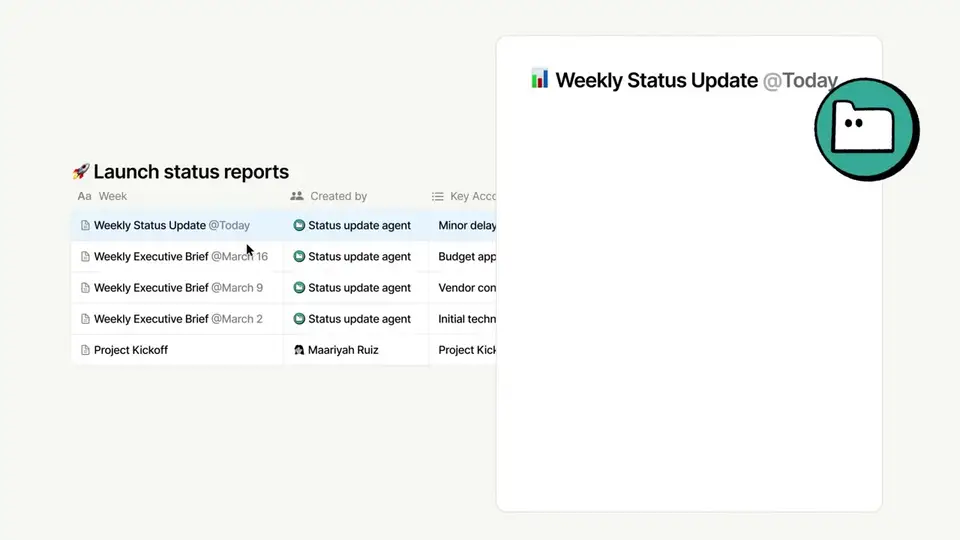 Weekly Status Update @Today
Launch status reports
Aa Week Created by Key Acco
Weekly Status Update @Today Status update agent Minor delay
Weekly Executive Brief @March 16 Status update agent Budget app
Weekly Executive Brief @March 9 Status update agent Vendor con
Weekly Executive Brief @March 2 Status update agent Initial techn
Project Kickoff Maariyah Ruiz Project Kick